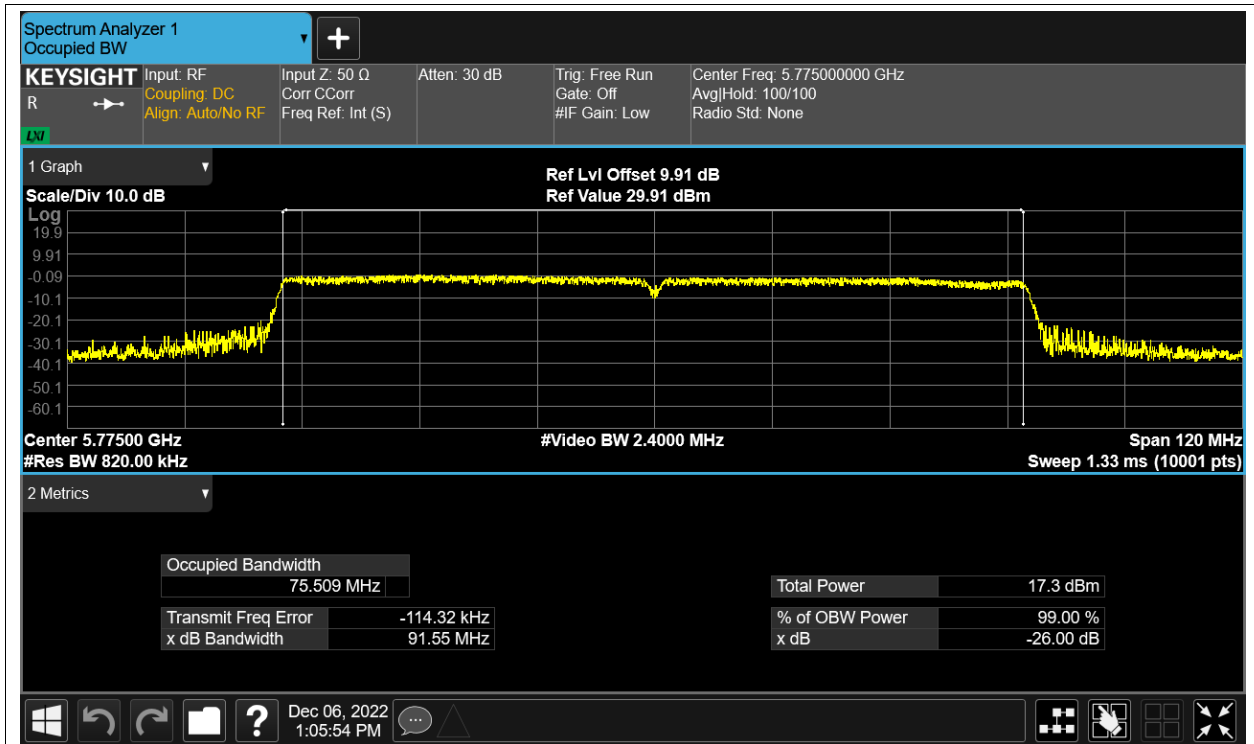 Spectrum Analyzer 1
Occupied BW
+
KEYSIGHT
R
LXI
Input: RF
Coupling: DC
Align: Auto/No RF
Input Z: 50 Ω
Corr CCorr
Freq Ref: Int (S)
Atten: 30 dB
Trig: Free Run
Gate: Off
#IF Gain: Low
Center Freq: 5.775000000 GHz
Avg|Hold: 100/100
Radio Std: None
1 Graph
Scale/Div 10.0 dB
Ref Lvl Offset 9.91 dB
Ref Value 29.91 dBm
Log
19.9
9.91
-0.09
-10.1
-20.1
-30.1
-40.1
-50.1
-60.1
Center 5.77500 GHz
#Video BW 2.4000 MHz
Span 120 MHz
#Res BW 820.00 kHz
Sweep 1.33 ms (10001 pts)
2 Metrics
Occupied Bandwidth
75.509 MHz
Transmit Freq Error -114.32 kHz
x dB Bandwidth 91.55 MHz
Total Power 17.3 dBm
% of OBW Power 99.00 %
x dB -26.00 dB
?
Dec 06, 2022
1:05:54 PM